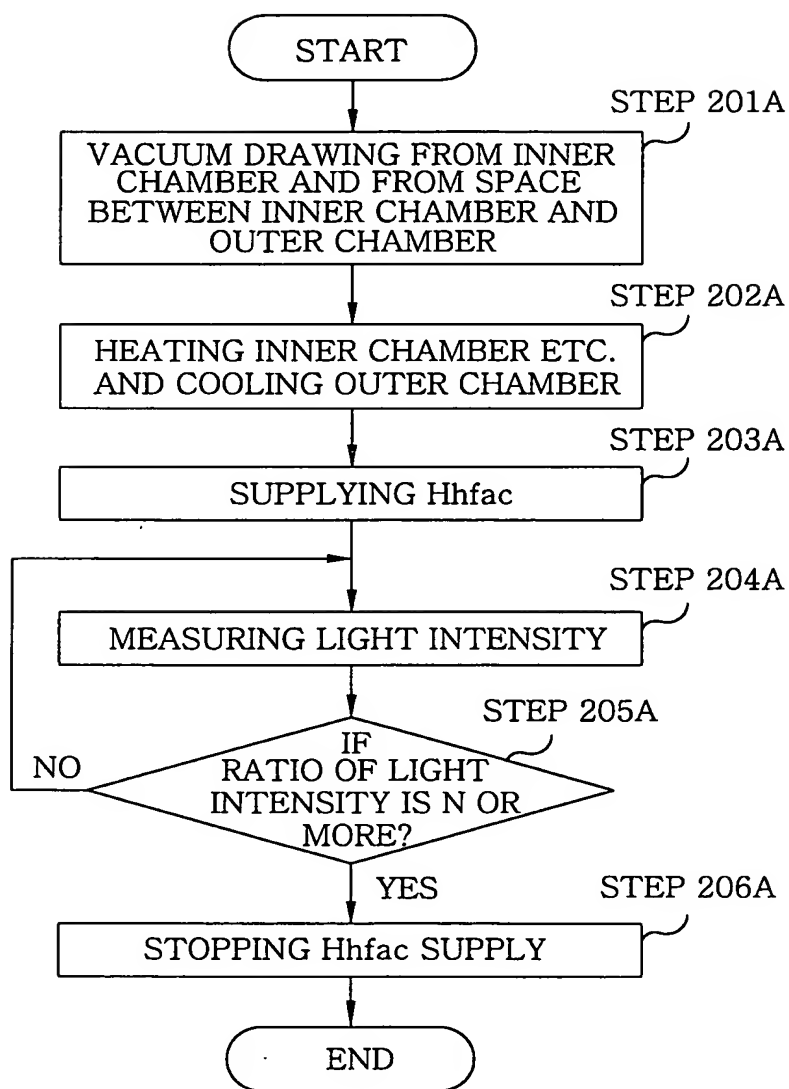 START
STEP 201A
VACUUM DRAWING FROM INNER
CHAMBER AND FROM SPACE
BETWEEN INNER CHAMBER AND
OUTER CHAMBER
STEP 202A
HEATING INNER CHAMBER ETC.
AND COOLING OUTER CHAMBER
STEP 203A
SUPPLYING Hhfac
STEP 204A
MEASURING LIGHT INTENSITY
STEP 205A
IF
RATIO OF LIGHT
INTENSITY IS N OR
MORE?
NO
YES
STEP 206A
STOPPING Hhfac SUPPLY
END